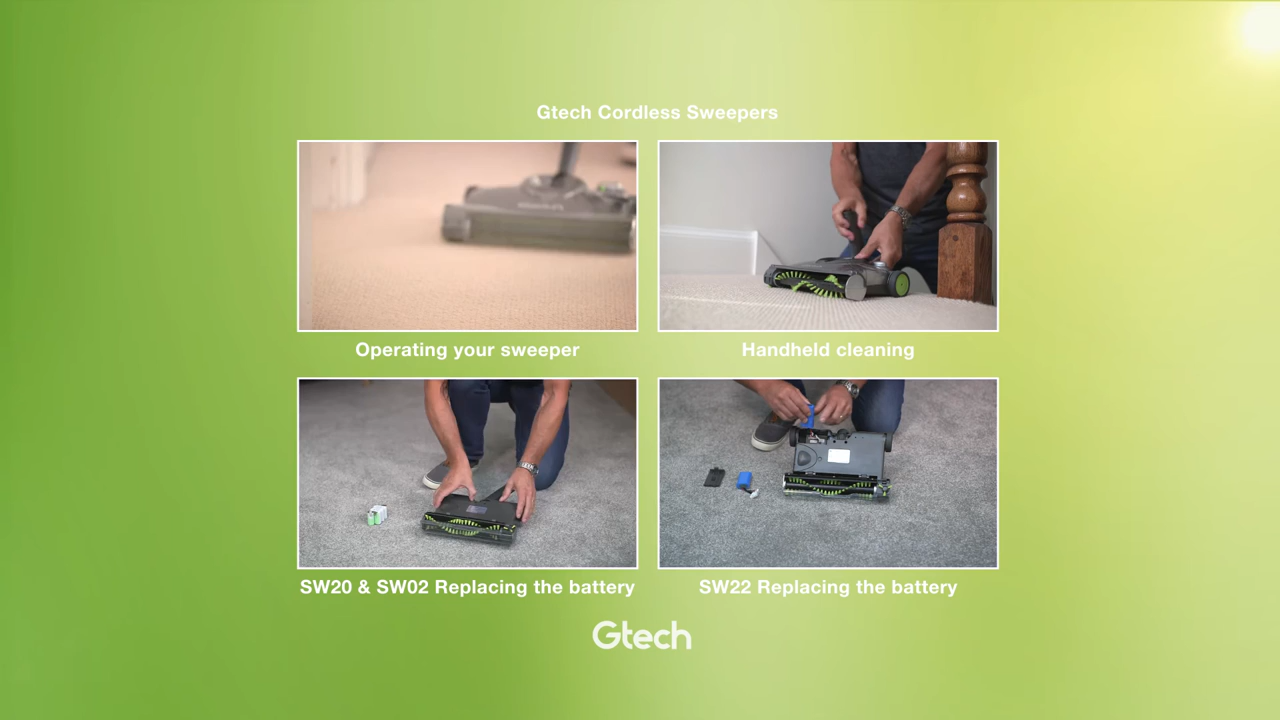 Gtech Cordless Sweepers
Operating your sweeper
Handheld cleaning
SW20 & SW02 Replacing the battery
SW22 Replacing the battery
Gtech